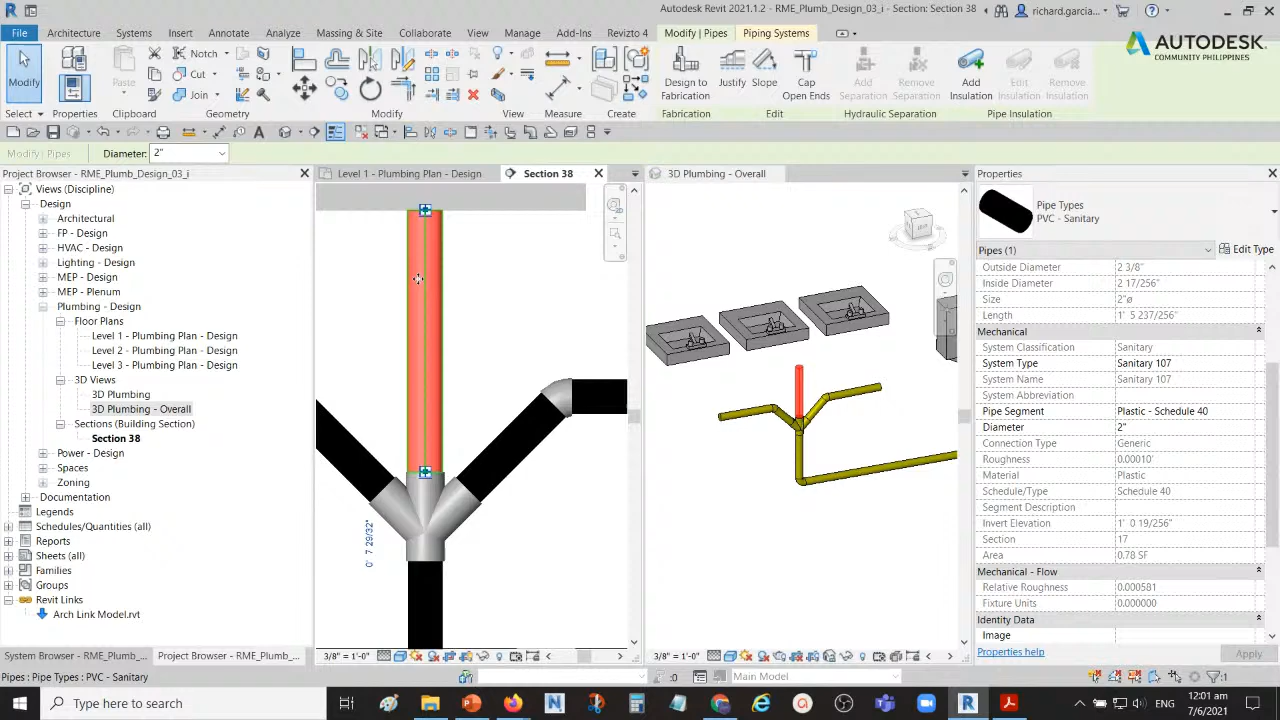 Autodesk Revit 2021.1.2 - RME_Plumb_Design_03_i - Section: Section 38
richard.garcia...
File Architecture Systems Insert Annotate Analyze Massing & Site Collaborate View Manage Add-Ins Revizto 4 Modify | Pipes Piping Systems
AUTODESK.
COMMUNITY PHILIPPINES
Notch
Cut
Join
Modify
Paste
Design to Fabrication
Justify
Slope
Cap Open Ends
Add Separation
Remove Separation
Add Insulation
Edit Insulation
Remove Insulation
Select Properties Clipboard Geometry Modify View Measure Create Fabrication Edit Hydraulic Separation Pipe Insulation
Modify | Pipes Diameter: 2"
Project Browser - RME_Plumb_Design_03_i
Views (Discipline)
Design
Architectural
FP - Design
HVAC - Design
Lighting - Design
MEP - Design
MEP - Plenum
Plumbing - Design
Floor Plans
Level 1 - Plumbing Plan - Design
Level 2 - Plumbing Plan - Design
Level 3 - Plumbing Plan - Design
3D Views
3D Plumbing
3D Plumbing - Overall
Sections (Building Section)
Section 38
Power - Design
Spaces
Zoning
Documentation
Legends
Schedules/Quantities (all)
Reports
Sheets (all)
Families
Groups
Revit Links
Arch Link Model.rvt
System Browser - RME_Plumb_... Project Browser - RME_Plumb_...
Level 1 - Plumbing Plan - Design
Section 38
0' 7 29/32"
3/8" = 1'-0"
3D Plumbing - Overall
3/8" = 1'-0"
Properties
Pipe Types
PVC - Sanitary
Pipes (1) Edit Type
Outside Diameter 2 3/8"
Inside Diameter 2 17/256"
Size 2"ø
Length 1' 5 237/256"
Mechanical
System Classification Sanitary
System Type Sanitary 107
System Name Sanitary 107
System Abbreviation
Pipe Segment Plastic - Schedule 40
Diameter 2"
Connection Type Generic
Roughness 0.00010'
Material Plastic
Schedule/Type Schedule 40
Segment Description
Invert Elevation 1' 0 19/256"
Section 17
Area 0.78 SF
Mechanical - Flow
Relative Roughness 0.000581
Fixture Units 0.000000
Identity Data
Image
Properties help Apply
Pipes : Pipe Types : PVC - Sanitary
:0
Main Model
:1
Type here to search
ENG
12:01 am
7/6/2021